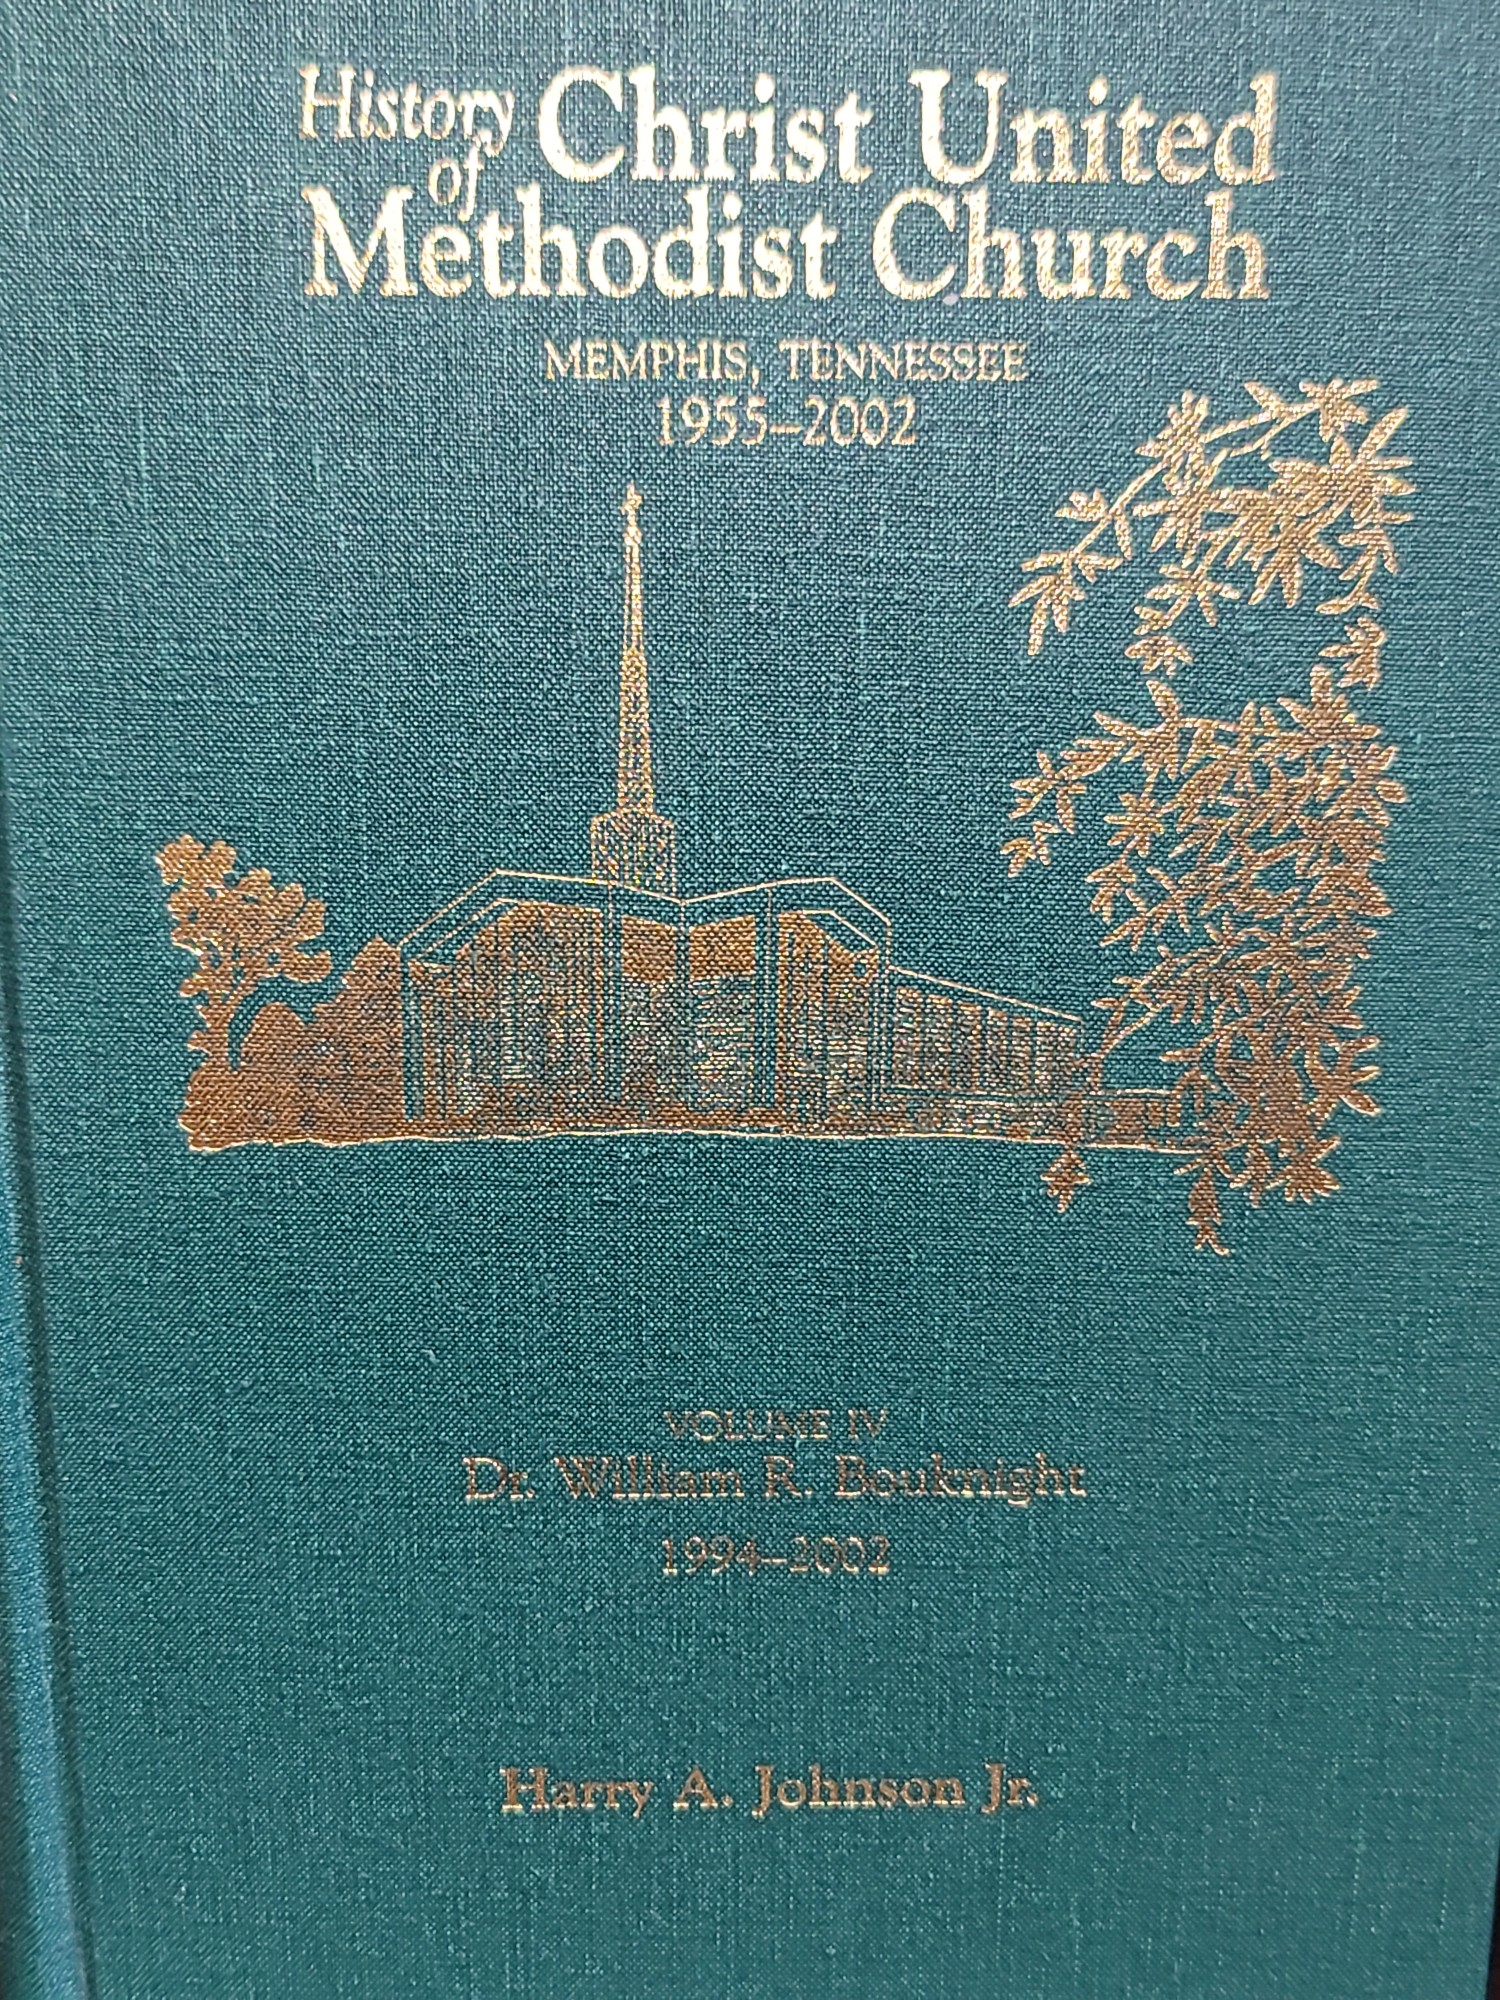 History of Christ United
Methodist Church
MEMPHIS, TENNESSEE
1955–2002
VOLUME IV
Dr. William R. Bouknight
1994–2002
Harry A. Johnson Jr.